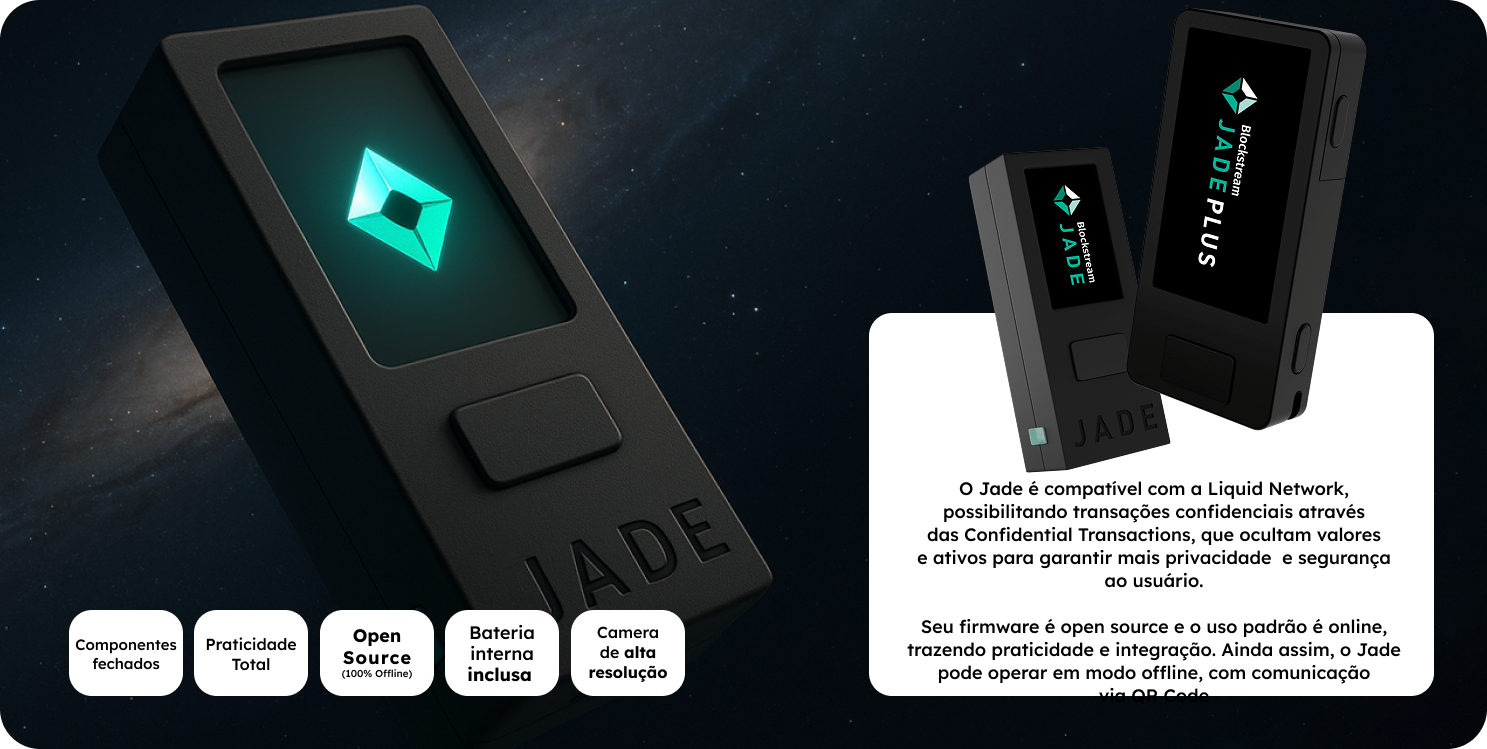 JADE
Componentes
fechados
Praticidade
Total
Open
Source
(100% Offline)
Bateria
interna
inclusa
Camera
de alta
resolução
Blockstream
JADE
JADE
Blockstream
JADE PLUS
O Jade é compatível com a Liquid Network,
possibilitando transações confidenciais através
das Confidential Transactions, que ocultam valores
e ativos para garantir mais privacidade e segurança
ao usuário.
Seu firmware é open source e o uso padrão é online,
trazendo praticidade e integração. Ainda assim, o Jade
pode operar em modo offline, com comunicação
via QR Code